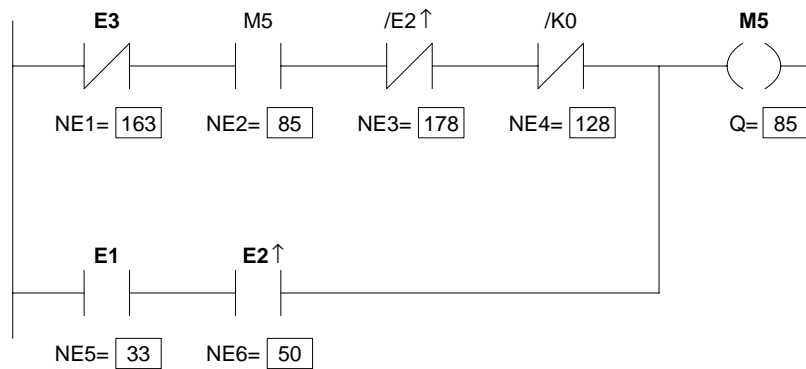 E3 M5 /E2↑ /K0 M5
NE1= 163 NE2= 85 NE3= 178 NE4= 128 Q= 85
E1 E2↑
NE5= 33 NE6= 50